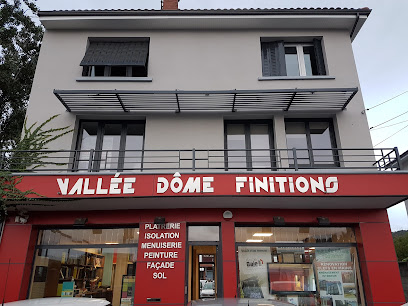 VALLÉE DÔME FINITIONS
PLATRERIE
ISOLATION
MENUISERIE
PEINTURE
FAÇADE
SOL